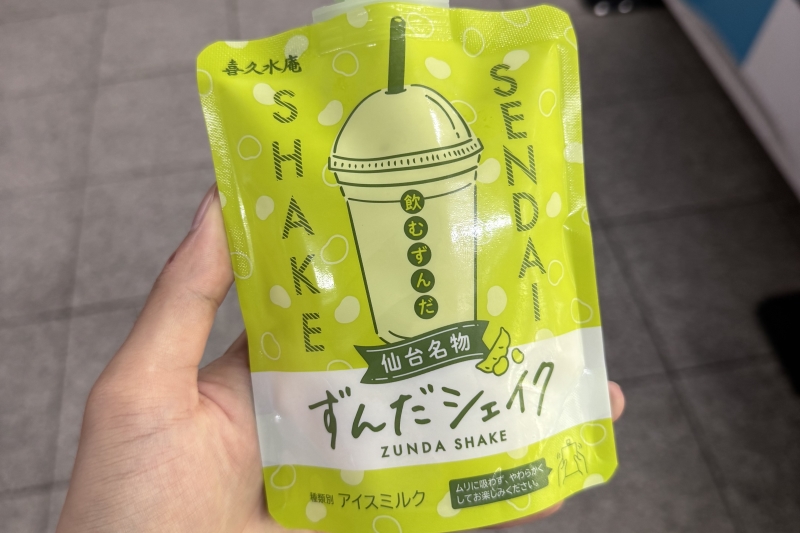 喜久水庵
SHAKE
SENDAI
飲むずんだ
仙台名物
ずんだシェイク
ZUNDA SHAKE
種類別 アイスミルク
ムリに吸わず、やわらかく
してお楽しみください。